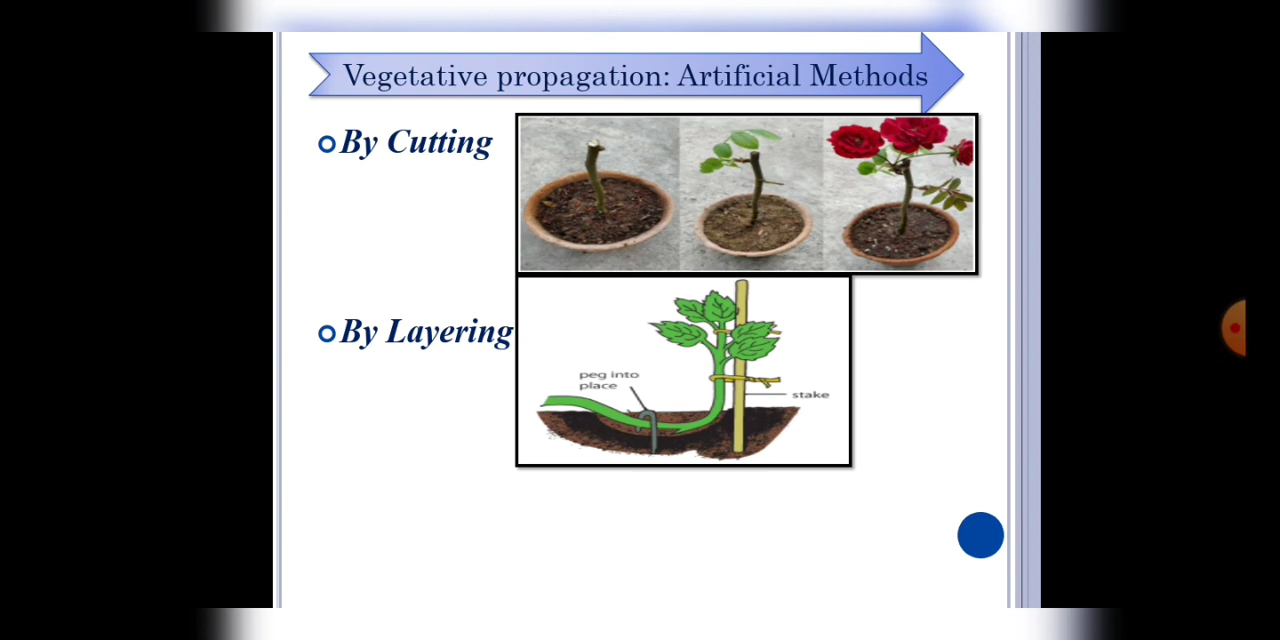 Vegetative propagation: Artificial Methods
By Cutting
By Layering
peg into
place
stake